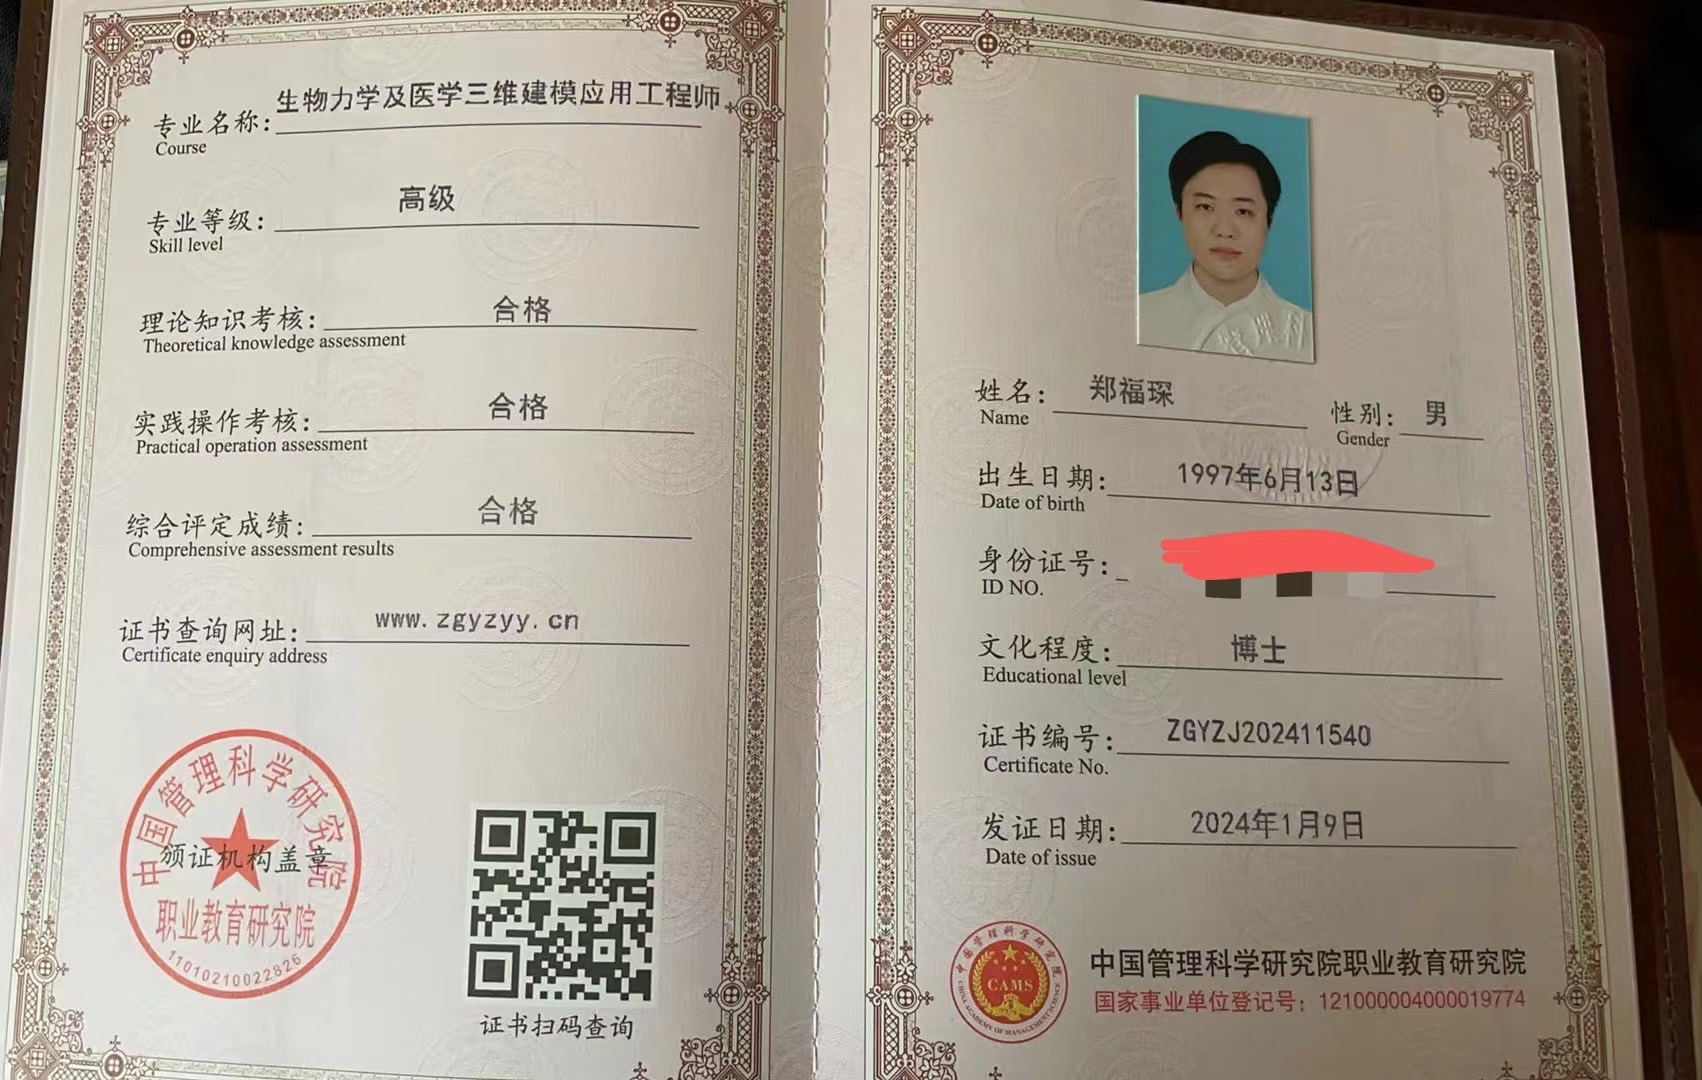 专业名称：生物力学及医学三维建模应用工程师
Course
专业等级：高级
Skill level
理论知识考核：合格
Theoretical knowledge assessment
实践操作考核：合格
Practical operation assessment
综合评定成绩：合格
Comprehensive assessment results
证书查询网址：www.zgyzyy.cn
Certificate enquiry address
中国管理科学研究院
颁证机构盖章
职业教育研究院
11010210022826
证书扫码查询
姓名：郑福琛 性别：男
Name Gender
出生日期：1997年6月13日
Date of birth
身份证号：
ID NO.
文化程度：博士
Educational level
证书编号：ZGYZJ202411540
Certificate No.
发证日期：2024年1月9日
Date of issue
中国管理科学研究院
CAMS
CHINA ACADEMY OF MANAGEMENT SCIENCE
中国管理科学研究院职业教育研究院
国家事业单位登记号：121000004000019774